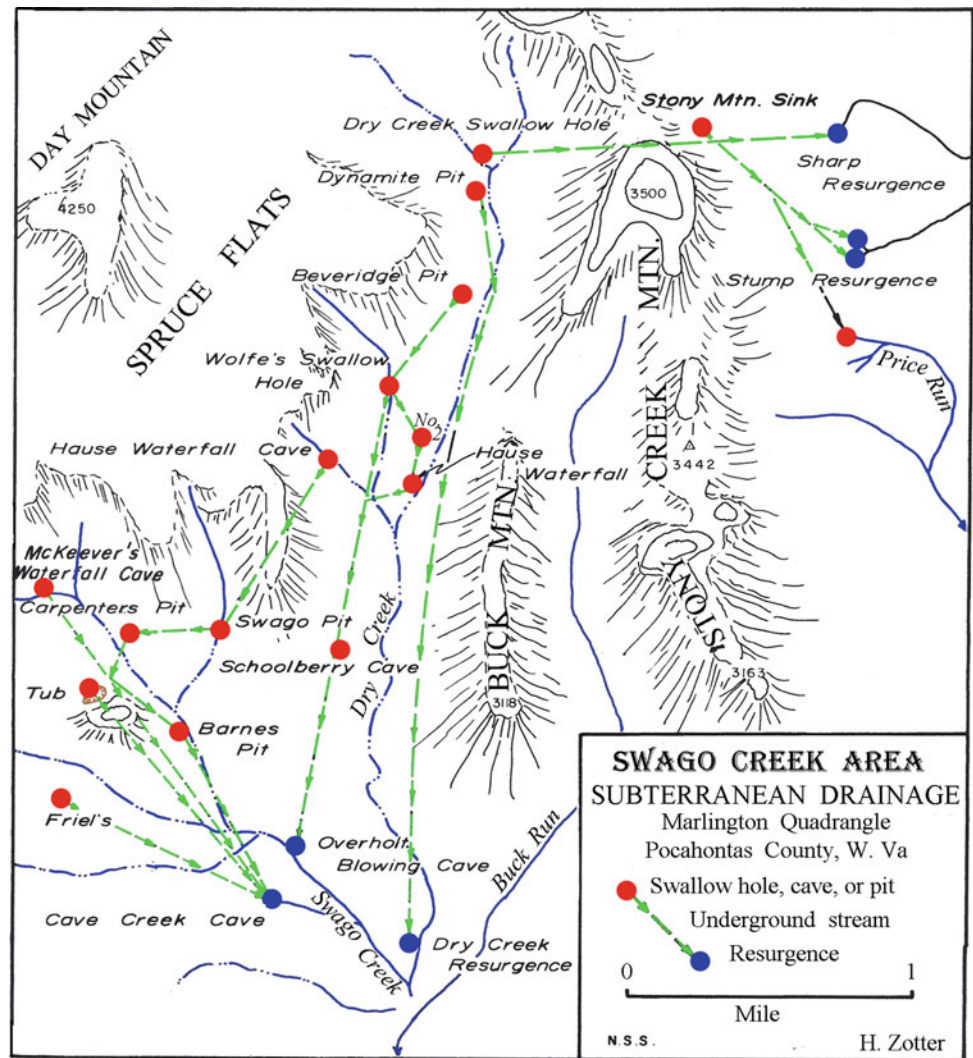 DAY MOUNTAIN
4250
SPRUCE FLATS
Stony Mtn. Sink
Dry Creek Swallow Hole
Sharp
Resurgence
Dynamite Pit
3500
Beveridge Pit
Stump Resurgence
Wolfe's Swallow
Hole
Price Run
No.
2
Hause Waterfall Cave
Hause
Waterfall
3442
STONY CREEK MTN.
McKeever's
Waterfall Cave
Carpenters Pit
Swago Pit
Schoolberry Cave
Dry Creek
BUCK MTN.
3118
3163
Tub
Barnes
Pit
Friel's
Overholt
Blowing Cave
Buck Run
Cave Creek Cave
Swago Creek
Dry Creek
Resurgence
SWAGO CREEK AREA
SUBTERRANEAN DRAINAGE
Marlington Quadrangle
Pocahontas County, W. Va
Swallow hole, cave, or pit
Underground stream
Resurgence
0 1
Mile
N.S.S. H. Zotter